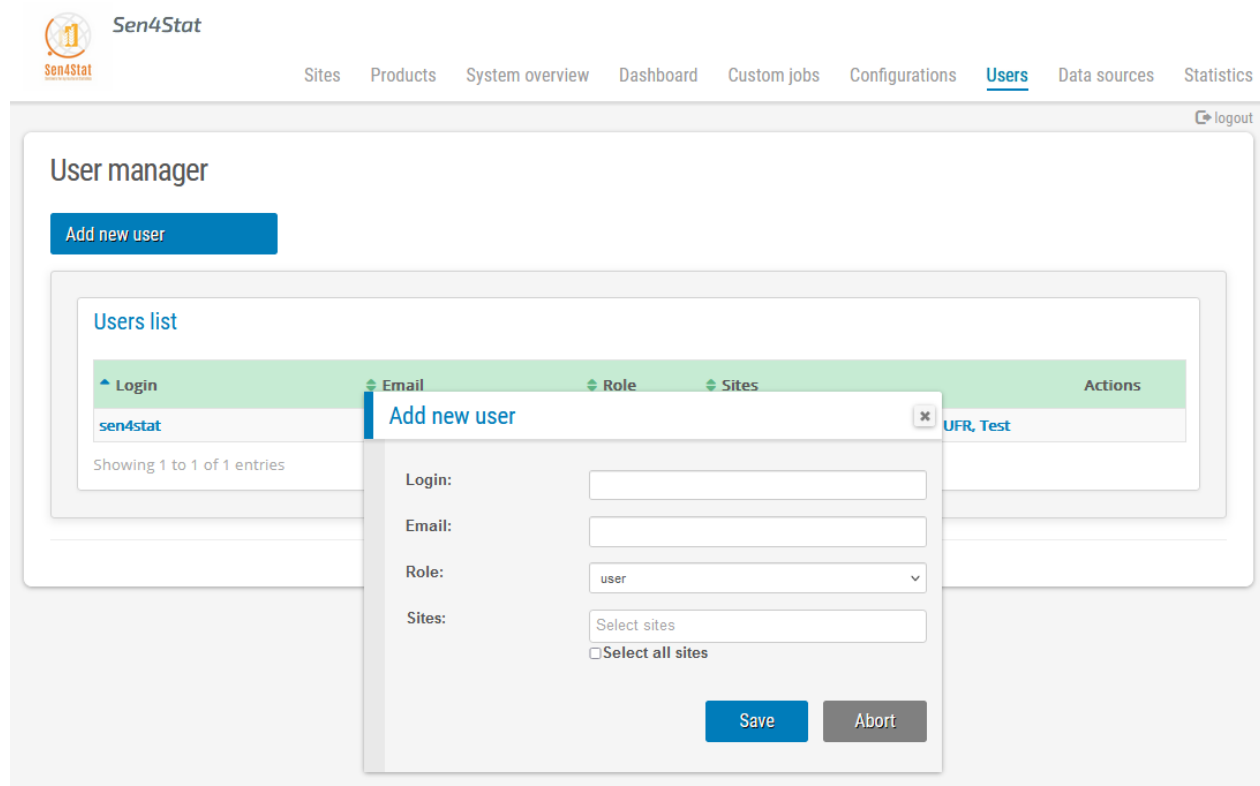 Sen4Stat
Sen4Stat
Sites Products System overview Dashboard Custom jobs Configurations Users Data sources Statistics
logout
User manager
Add new user
Users list
Login Email Role Sites Actions
sen4stat UFR, Test
Showing 1 to 1 of 1 entries
Add new user
Login:
Email:
Role: user
Sites: Select sites
Select all sites
Save Abort